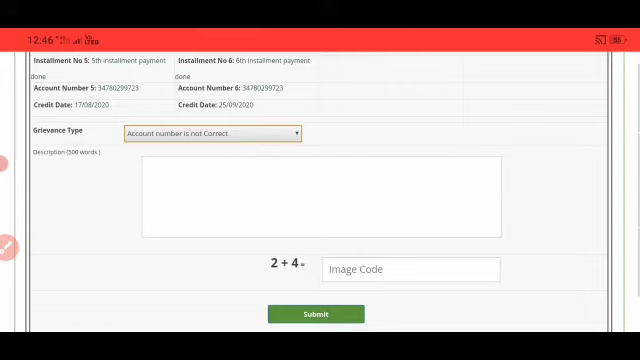 12:46
LTEB
55
Installment No 5: 5th installment payment done
Installment No 6: 6th installment payment done
Account Number 5: 34780299723
Account Number 6: 34780299723
Credit Date: 17/08/2020
Credit Date: 25/09/2020
Grievance Type
Account number is not Correct
Description (500 words )
2 + 4 =
Image Code
Submit